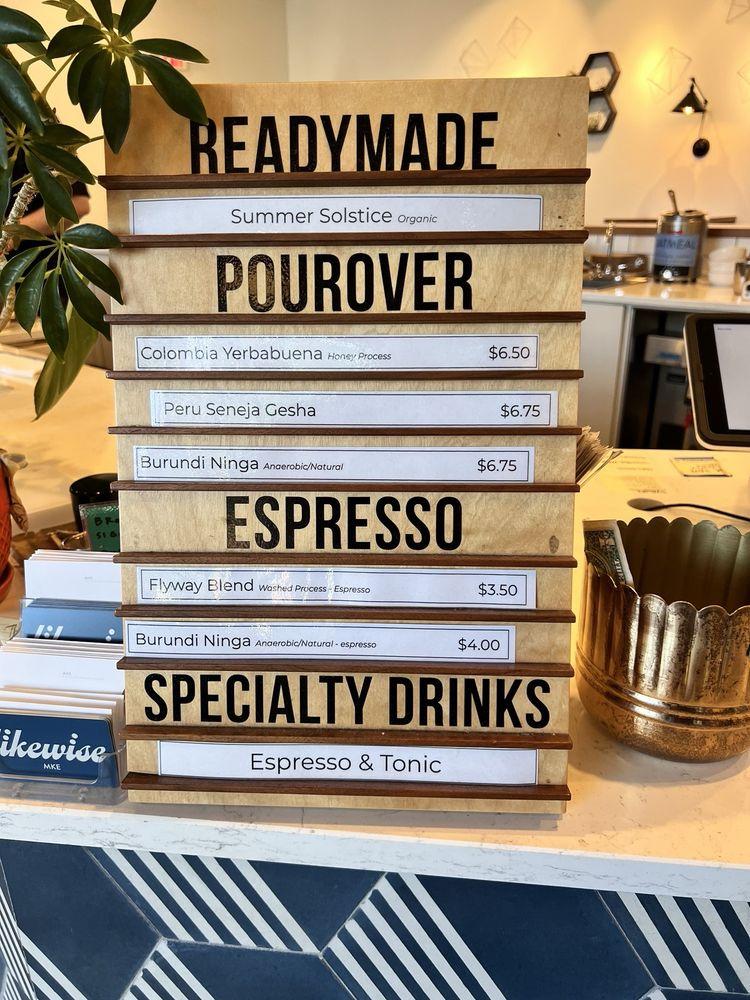 READYMADE
Summer Solstice Organic
POUROVER
Colombia Yerbabuena Honey Process $6.50
Peru Seneja Gesha $6.75
Burundi Ninga Anaerobic/Natural $6.75
ESPRESSO
Flyway Blend Washed Process - Espresso $3.50
Burundi Ninga Anaerobic/Natural - espresso $4.00
SPECIALTY DRINKS
Espresso & Tonic
likewise
MKE
OATMEAL